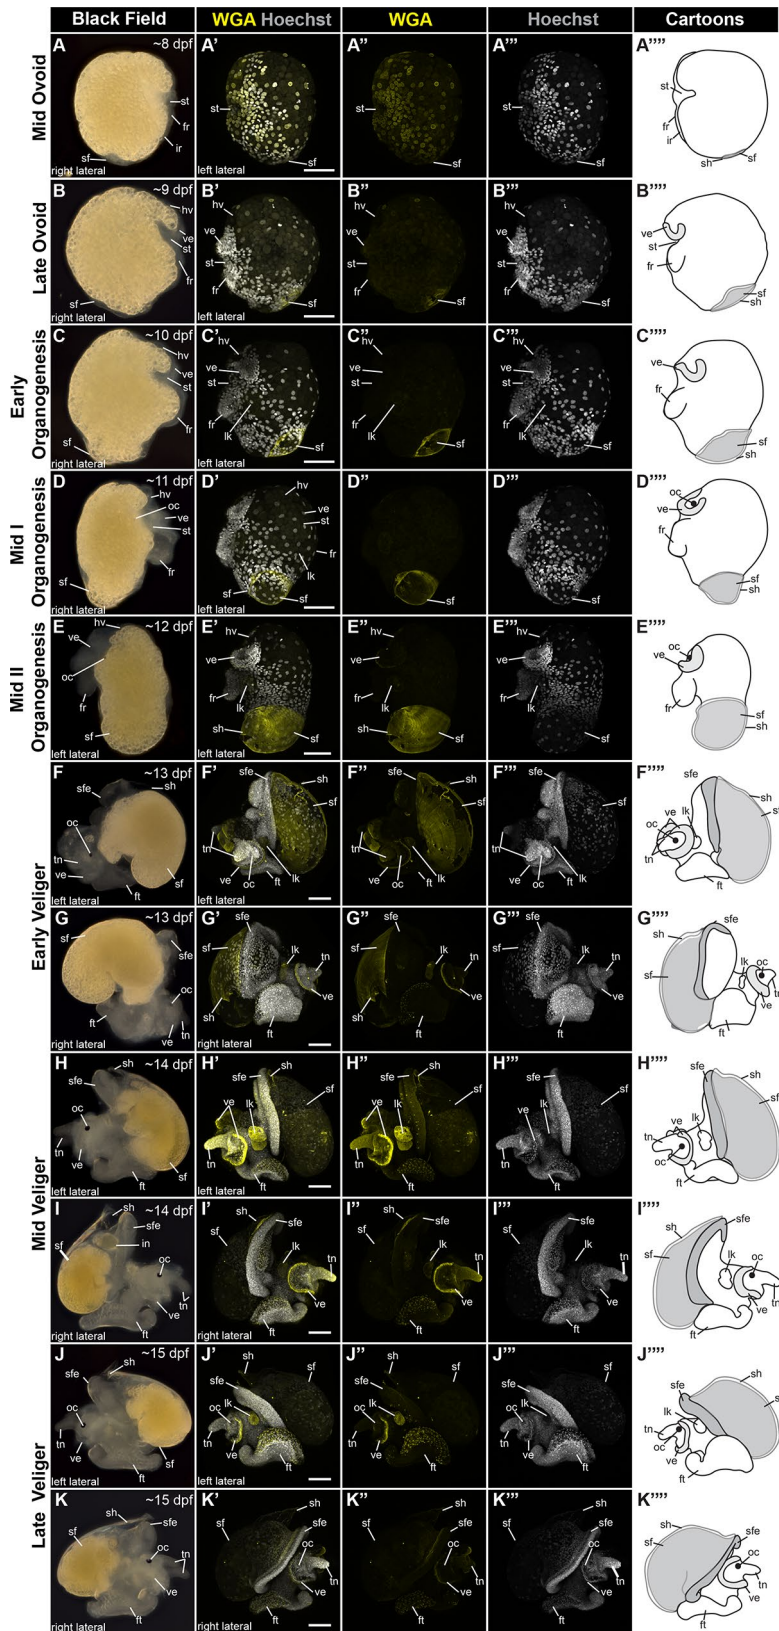 Black Field
WGA Hoechst
WGA
Hoechst
Cartoons
Mid Ovoid
A
~8 dpf
st
fr
ir
sf
right lateral
A'
st
sf
left lateral
A''
st
sf
A'''
st
sf
A''''
st
fr
ir
sh
sf
Late Ovoid
B
~9 dpf
hv
ve
st
fr
sf
right lateral
B'
hv
ve
st
fr
sf
left lateral
B''
hv
ve
st
fr
sf
B'''
hv
ve
st
fr
sf
B''''
ve
st
fr
sf
sh
Early
Organogenesis
C
~10 dpf
hv
ve
st
fr
sf
right lateral
C'
hv
ve
st
fr
lk
sf
left lateral
C''
hv
ve
st
fr
lk
sf
C'''
hv
ve
st
fr
lk
sf
C''''
ve
fr
sf
sh
Mid I
Organogenesis
D
~11 dpf
hv
oc
ve
st
fr
sf
right lateral
D'
hv
ve
st
fr
lk
sf
sf
left lateral
D''
sf
D'''
D''''
oc
ve
fr
sf
sh
Mid II
Organogenesis
E
~12 dpf
hv
ve
oc
fr
sf
left lateral
E'
hv
ve
fr
lk
sh
sf
left lateral
E''
hv
ve
fr
lk
sh
sf
E'''
hv
ve
fr
lk
sh
sf
E''''
oc
ve
fr
sf
sh
Early Veliger
F
~13 dpf
sh
sfe
oc
tn
ve
ft
sf
left lateral
F'
sfe
sh
sf
tn
ve
oc
ft
lk
F''
sfe
sh
sf
tn
ve
oc
ft
lk
F'''
sfe
sh
sf
tn
ve
oc
ft
lk
F''''
sfe
ve
lk
oc
tn
ft
sh
sf
G
~13 dpf
sf
sfe
oc
ft
ve
tn
right lateral
G'
sfe
sf
lk
tn
sh
ve
ft
G''
sfe
sf
lk
tn
sh
ve
ft
G'''
sfe
sf
lk
tn
sh
ve
ft
G''''
sh
sfe
lk
oc
sf
tn
ve
ft
Mid Veliger
H
~14 dpf
sh
sfe
oc
tn
ve
ft
sf
left lateral
H'
sh
sfe
ve
lk
sf
tn
ft
H''
sh
sfe
ve
lk
sf
tn
ft
H'''
sh
sfe
ve
lk
sf
tn
ft
H''''
sfe
sh
ve
lk
sf
tn
oc
ft
I
~14 dpf
sh
sfe
sf
in
oc
tn
ve
ft
right lateral
I'
sh
sfe
sf
lk
tn
ve
ft
I''
sh
sfe
sf
lk
tn
ve
ft
I'''
sh
sfe
sf
lk
tn
ve
ft
I''''
sh
sfe
sf
lk
oc
tn
ve
ft
Late Veliger
J
~15 dpf
sh
sfe
oc
tn
sf
ft
left lateral
J'
sh
sf
sfe
lk
oc
tn
ve
ft
J''
sh
sf
sfe
lk
oc
tn
ve
ft
J'''
sh
sf
sfe
lk
oc
tn
ve
ft
J''''
sh
sfe
lk
sf
tn
oc
ve
ft
K
~15 dpf
sh
sf
sfe
oc
tn
ve
ft
right lateral
K'
sh
sf
sfe
oc
tn
ve
ft
K''
sh
sf
sfe
oc
tn
ve
ft
K'''
sh
sf
sfe
oc
tn
ve
ft
K''''
sh
sfe
sf
oc
tn
ve
ft